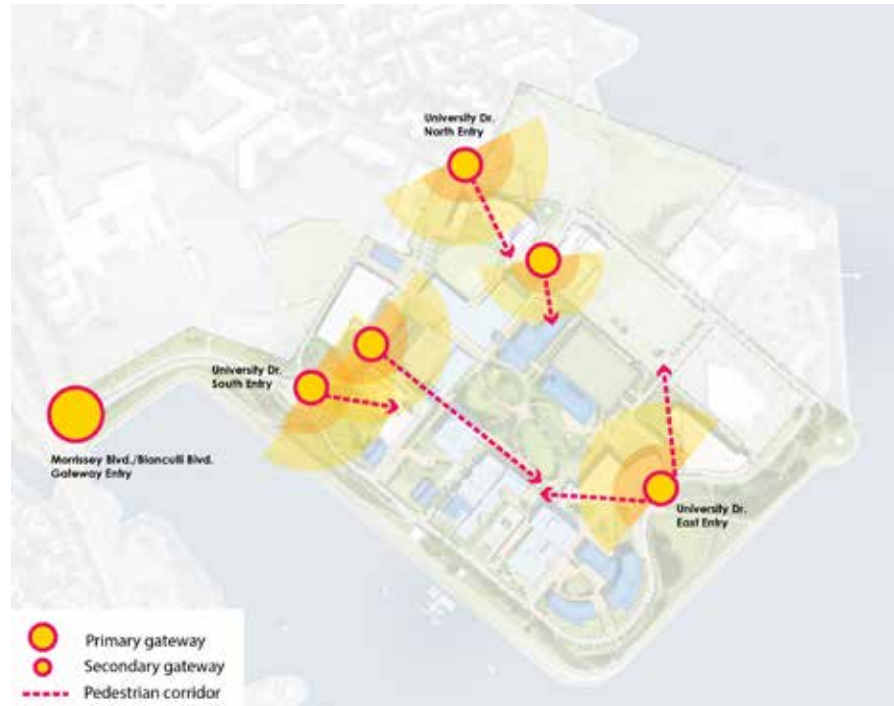 University Dr.
North Entry
University Dr.
South Entry
Morrissey Blvd./Bianculli Blvd.
Gateway Entry
University Dr.
East Entry
Primary gateway
Secondary gateway
Pedestrian corridor